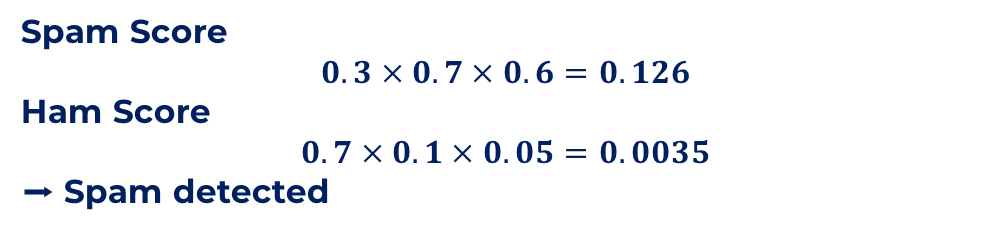 Spam Score
0.3 × 0.7 × 0.6 = 0.126
Ham Score
0.7 × 0.1 × 0.05 = 0.0035
→ Spam detected